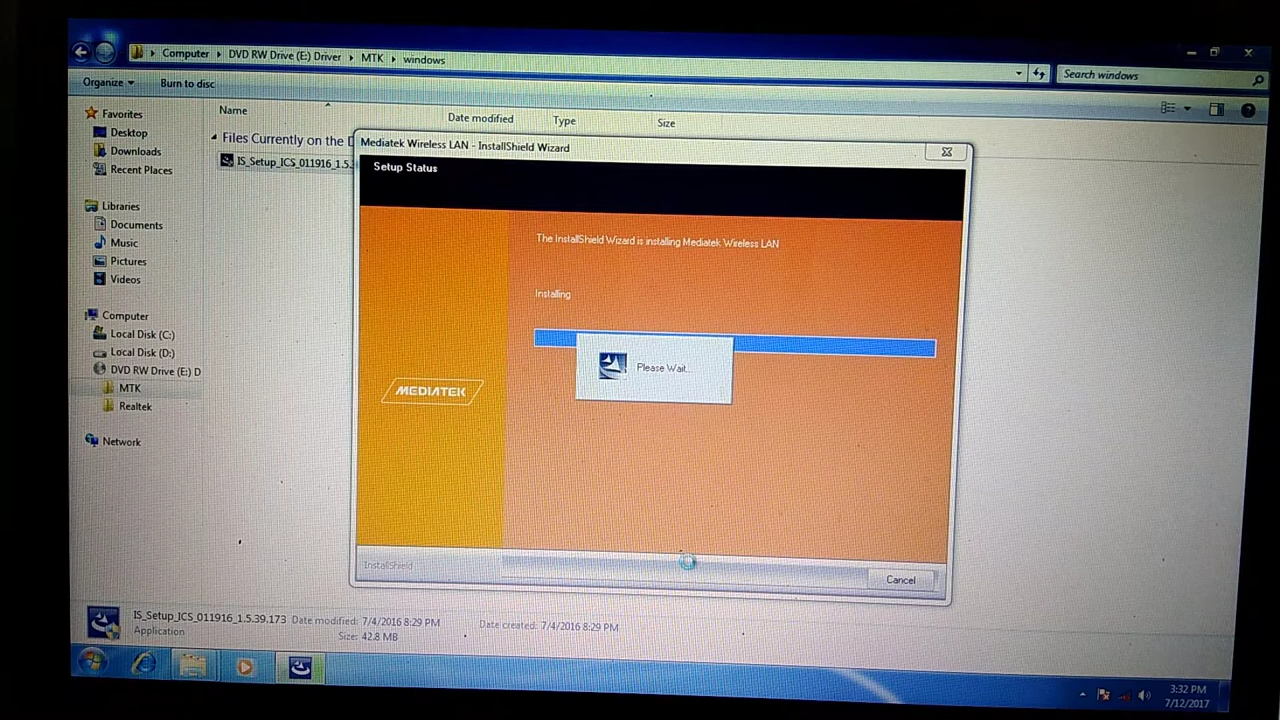 Computer ▸ DVD RW Drive (E:) Driver ▸ MTK ▸ windows
Search windows
Organize
Burn to disc
Name
Date modified
Type
Size
Favorites
Desktop
Downloads
Recent Places
Libraries
Documents
Music
Pictures
Videos
Computer
Local Disk (C:)
Local Disk (D:)
DVD RW Drive (E:) D
MTK
Realtek
Network
Files Currently on the D
IS_Setup_ICS_011916_1.5.3
Mediatek Wireless LAN - InstallShield Wizard
Setup Status
The InstallShield Wizard is installing Mediatek Wireless LAN
Installing
Please Wait...
MEDIATEK
InstallShield
Cancel
IS_Setup_ICS_011916_1.5.39.173 Date modified: 7/4/2016 8:29 PM Date created: 7/4/2016 8:29 PM
Application Size: 42.8 MB
3:32 PM
7/12/2017